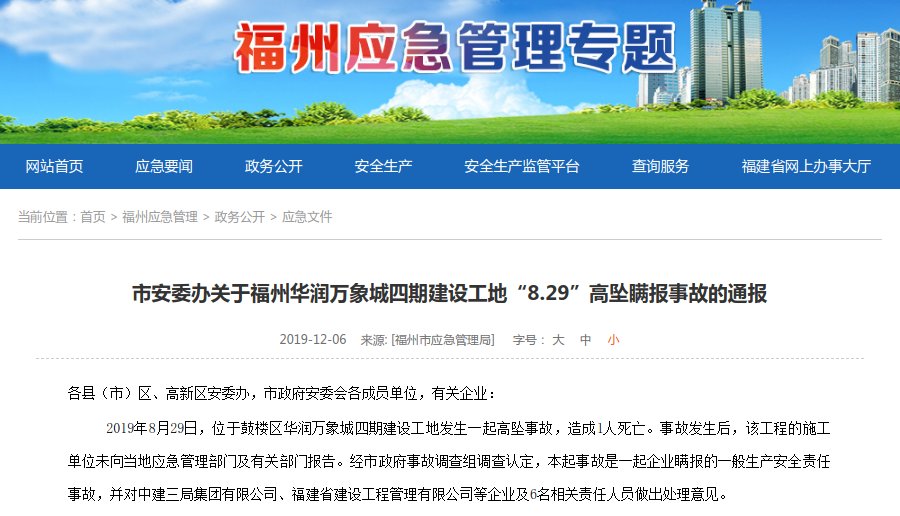 福州应急管理专题
网站首页 应急要闻 政务公开 安全生产 安全生产监管平台 查询服务 福建省网上办事大厅
当前位置：首页 > 福州应急管理 > 政务公开 > 应急文件
市安委办关于福州华润万象城四期建设工地“8.29”高坠瞒报事故的通报
2019-12-06 来源: [福州市应急管理局] 字号： 大 中 小
各县（市）区、高新区安委办，市政府安委会各成员单位，有关企业：
2019年8月29日，位于鼓楼区华润万象城四期建设工地发生一起高坠事故，造成1人死亡。事故发生后，该工程的施工
单位未向当地应急管理部门及有关部门报告。经市政府事故调查组调查认定，本起事故是一起企业瞒报的一般生产安全责任
事故，并对中建三局集团有限公司、福建省建设工程管理有限公司等企业及6名相关责任人员做出处理意见。